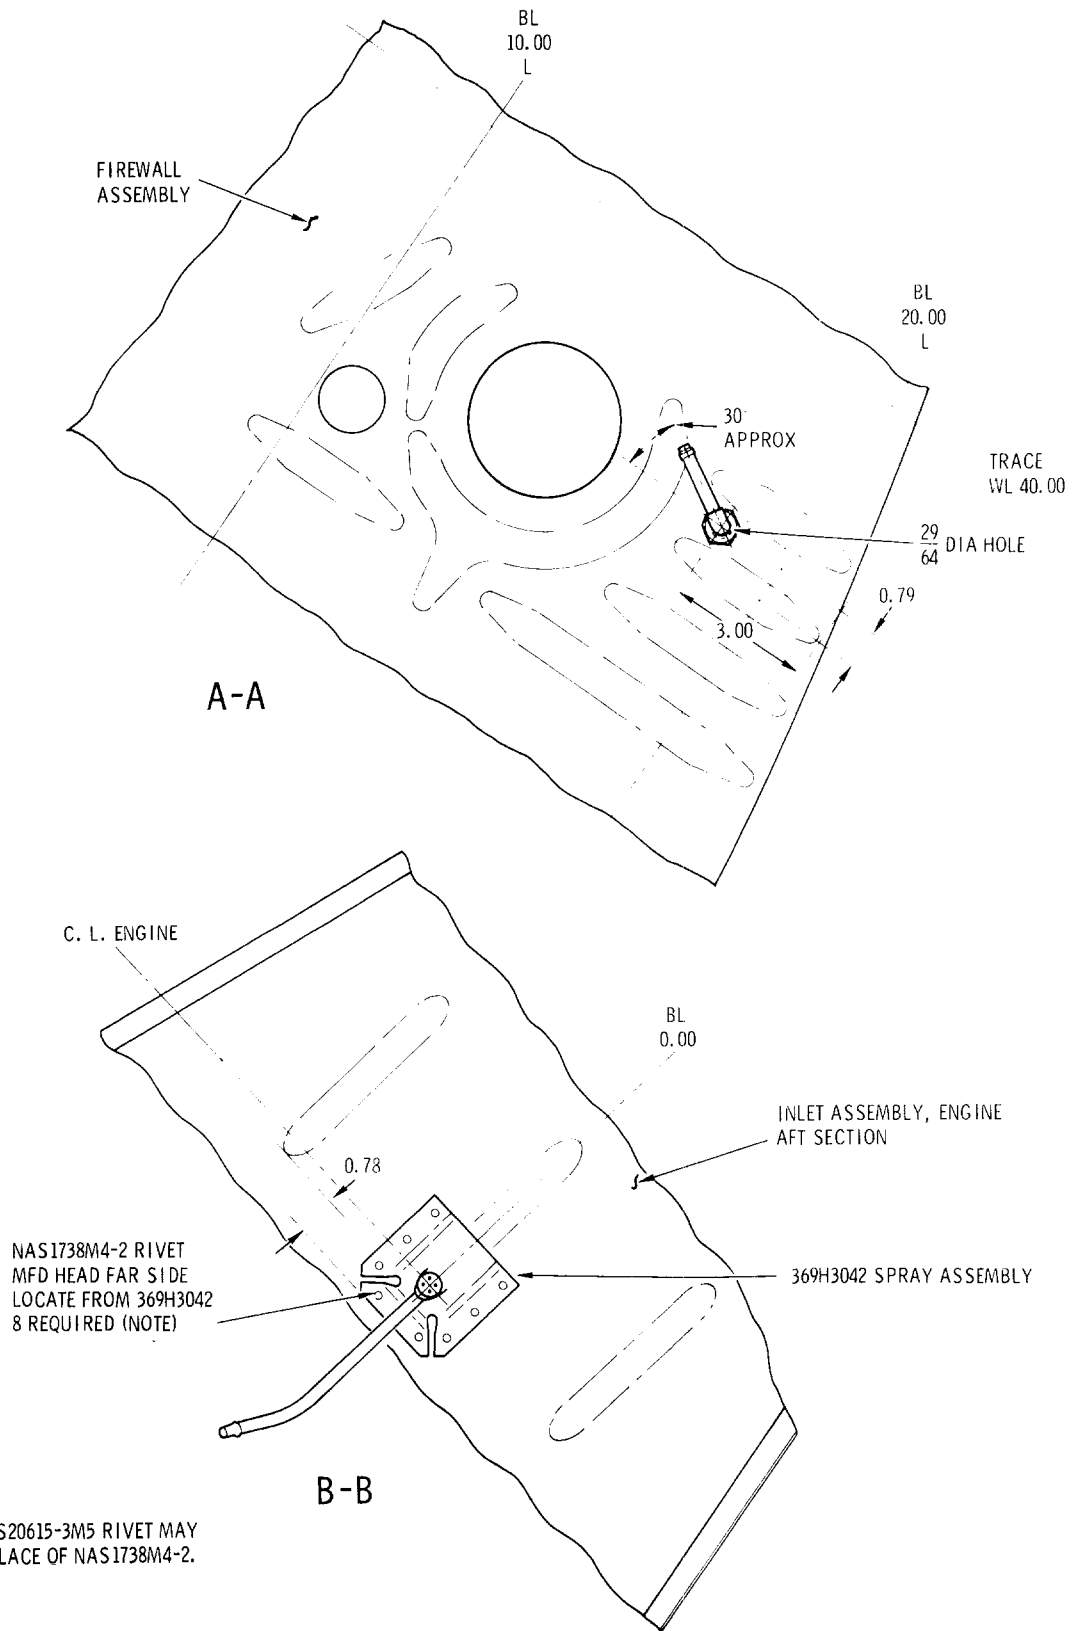 BL
10.00
L
FIREWALL
ASSEMBLY
BL
20.00
L
30
APPROX
TRACE
WL 40.00
29
64 DIA HOLE
0.79
3.00
A-A
C. L. ENGINE
BL
0.00
INLET ASSEMBLY, ENGINE
AFT SECTION
0.78
NAS1738M4-2 RIVET
MFD HEAD FAR SIDE
LOCATE FROM 369H3042
8 REQUIRED (NOTE)
369H3042 SPRAY ASSEMBLY
B-B
S20615-3M5 RIVET MAY
LACE OF NAS1738M4-2.